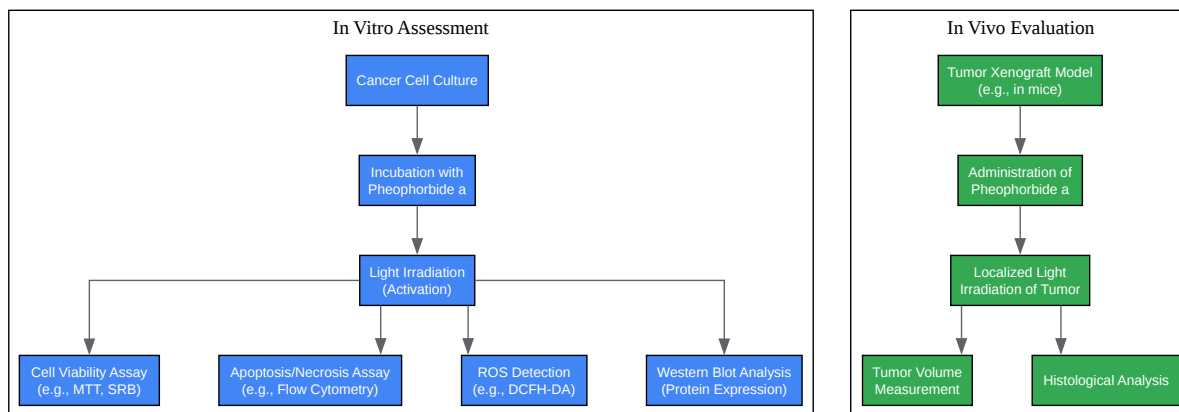 In Vitro Assessment
Cancer Cell Culture
Incubation with
Pheophorbide a
Light Irradiation
(Activation)
Cell Viability Assay
(e.g., MTT, SRB)
Apoptosis/Necrosis Assay
(e.g., Flow Cytometry)
ROS Detection
(e.g., DCFH-DA)
Western Blot Analysis
(Protein Expression)
In Vivo Evaluation
Tumor Xenograft Model
(e.g., in mice)
Administration of
Pheophorbide a
Localized Light
Irradiation of Tumor
Tumor Volume
Measurement
Histological Analysis